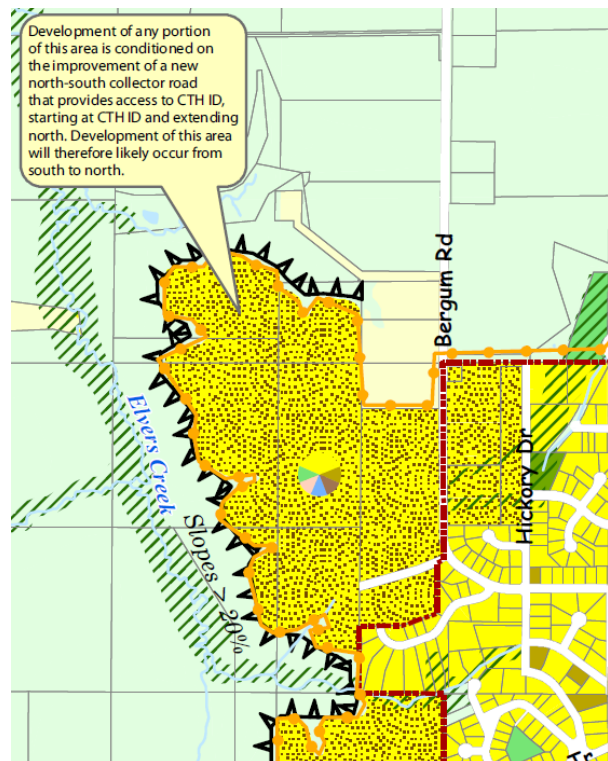 Development of any portion
of this area is conditioned on
the improvement of a new
north-south collector road
that provides access to CTH ID,
starting at CTH ID and extending
north. Development of this area
will therefore likely occur from
south to north.
Bergum Rd
Elvers Creek
Hickory Dr
Slopes > 20%
Tr